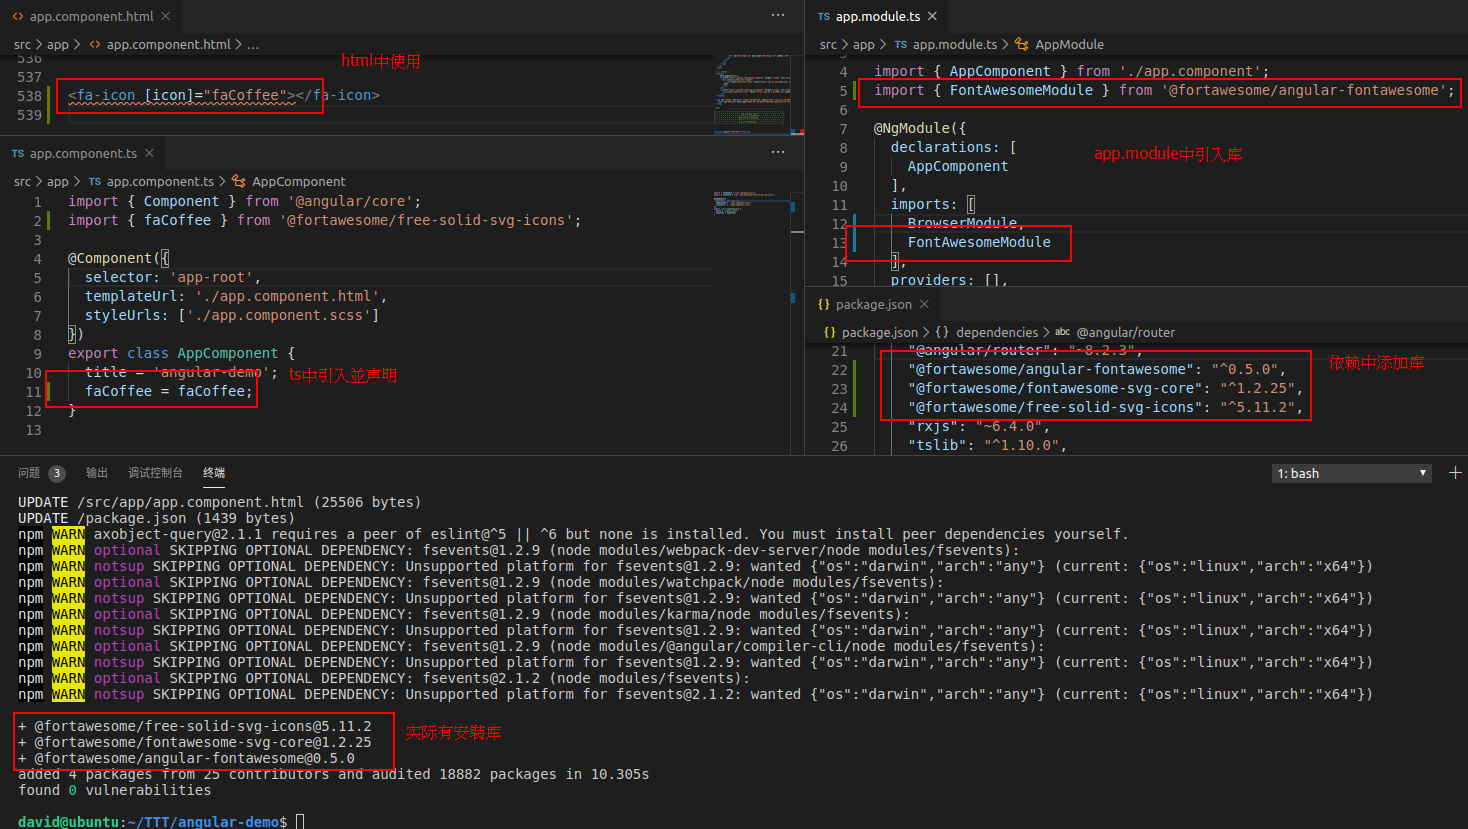 app.component.html
src > app > app.component.html > ...
html中使用
536
537
538 <fa-icon [icon]="faCoffee"></fa-icon>
539
TS app.component.ts
src > app > TS app.component.ts > AppComponent
1 import { Component } from '@angular/core';
2 import { faCoffee } from '@fortawesome/free-solid-svg-icons';
3
4 @Component({
5 selector: 'app-root',
6 templateUrl: './app.component.html',
7 styleUrls: ['./app.component.scss']
8 })
9 export class AppComponent {
10 title = 'angular-demo';
ts中引入並声明
11 faCoffee = faCoffee;
12 }
13
TS app.module.ts
src > app > TS app.module.ts > AppModule
4 import { AppComponent } from './app.component';
5 import { FontAwesomeModule } from '@fortawesome/angular-fontawesome';
6
7 @NgModule({
8 declarations: [
app.module中引入库
9 AppComponent
10 ],
11 imports: [
12 BrowserModule,
13 FontAwesomeModule
14 ],
15 providers: [],
{ } package.json
{ } package.json > { } dependencies > abc @angular/router
21 "@angular/router": "~8.2.3",
依赖中添加库
22 "@fortawesome/angular-fontawesome": "^0.5.0",
23 "@fortawesome/fontawesome-svg-core": "^1.2.25",
24 "@fortawesome/free-solid-svg-icons": "^5.11.2",
25 "rxjs": "~6.4.0",
26 "tslib": "^1.10.0",
问题 3 输出 调试控制台 终端
1: bash
UPDATE /src/app/app.component.html (25506 bytes)
UPDATE /package.json (1439 bytes)
npm WARN axobject-query@2.1.1 requires a peer of eslint@^5 || ^6 but none is installed. You must install peer dependencies yourself.
npm WARN optional SKIPPING OPTIONAL DEPENDENCY: fsevents@1.2.9 (node modules/webpack-dev-server/node modules/fsevents):
npm WARN notsup SKIPPING OPTIONAL DEPENDENCY: Unsupported platform for fsevents@1.2.9: wanted {"os":"darwin","arch":"any"} (current: {"os":"linux","arch":"x64"})
npm WARN optional SKIPPING OPTIONAL DEPENDENCY: fsevents@1.2.9 (node modules/watchpack/node modules/fsevents):
npm WARN notsup SKIPPING OPTIONAL DEPENDENCY: Unsupported platform for fsevents@1.2.9: wanted {"os":"darwin","arch":"any"} (current: {"os":"linux","arch":"x64"})
npm WARN optional SKIPPING OPTIONAL DEPENDENCY: fsevents@1.2.9 (node modules/karma/node modules/fsevents):
npm WARN notsup SKIPPING OPTIONAL DEPENDENCY: Unsupported platform for fsevents@1.2.9: wanted {"os":"darwin","arch":"any"} (current: {"os":"linux","arch":"x64"})
npm WARN optional SKIPPING OPTIONAL DEPENDENCY: fsevents@1.2.9 (node modules/@angular/compiler-cli/node modules/fsevents):
npm WARN notsup SKIPPING OPTIONAL DEPENDENCY: Unsupported platform for fsevents@1.2.9: wanted {"os":"darwin","arch":"any"} (current: {"os":"linux","arch":"x64"})
npm WARN optional SKIPPING OPTIONAL DEPENDENCY: fsevents@2.1.2 (node modules/fsevents):
npm WARN notsup SKIPPING OPTIONAL DEPENDENCY: Unsupported platform for fsevents@2.1.2: wanted {"os":"darwin","arch":"any"} (current: {"os":"linux","arch":"x64"})
+ @fortawesome/free-solid-svg-icons@5.11.2
实际有安装库
+ @fortawesome/fontawesome-svg-core@1.2.25
+ @fortawesome/angular-fontawesome@0.5.0
added 4 packages from 25 contributors and audited 18882 packages in 10.305s
found 0 vulnerabilities
david@ubuntu:~/TTT/angular-demo$